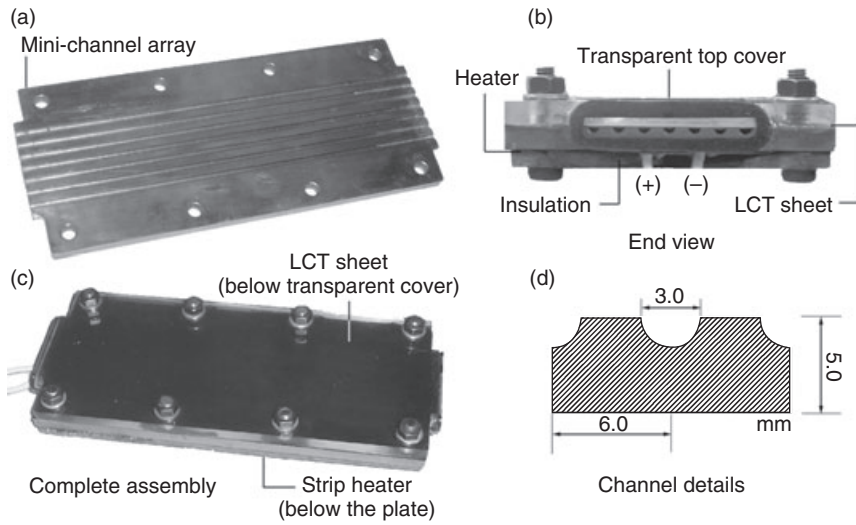 (a)
Mini-channel array
(b)
Transparent top cover
Heater
(+)
(–)
Insulation
LCT sheet
End view
(c)
LCT sheet
(below transparent cover)
Complete assembly
Strip heater
(below the plate)
(d)
3.0
5.0
6.0
mm
Channel details